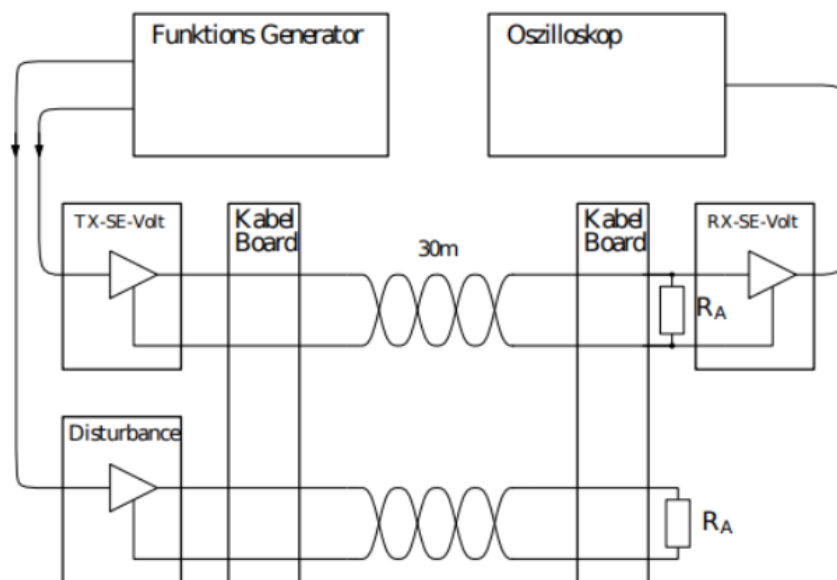 Funktions Generator
Oszilloskop
TX-SE-Volt
Kabel
Board
30m
Kabel
Board
RX-SE-Volt
RA
Disturbance
RA